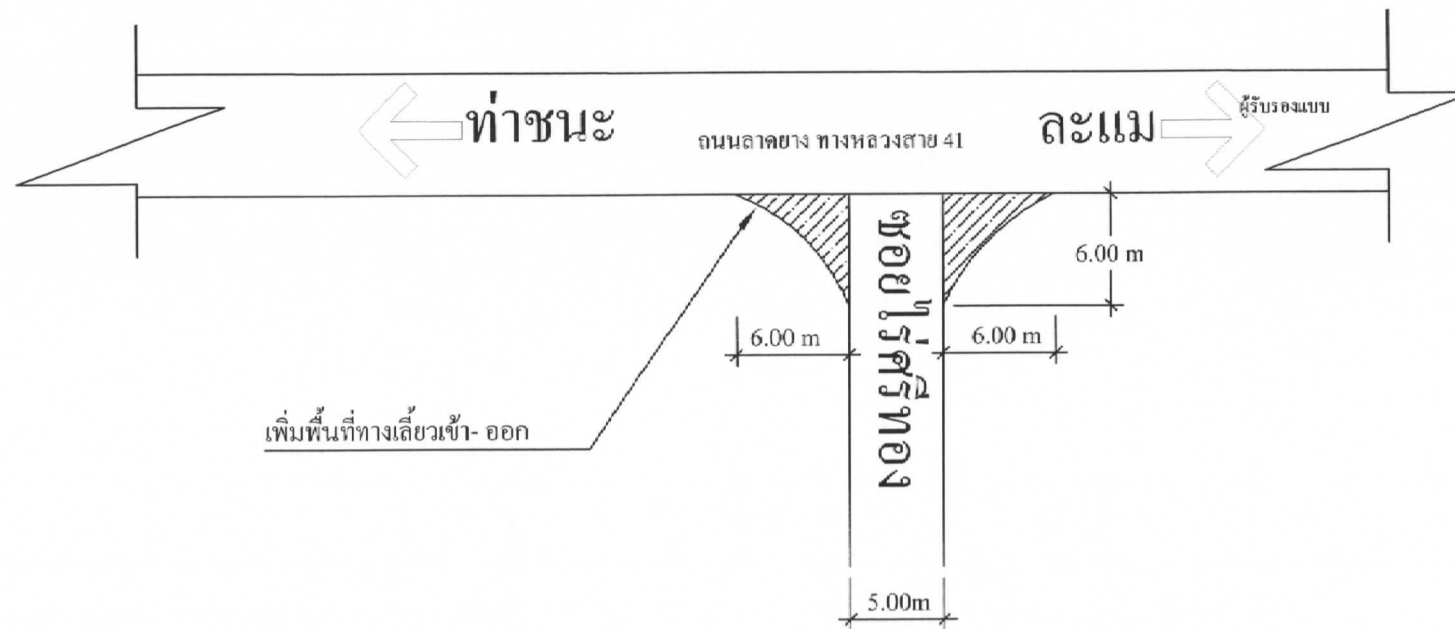 ท่าชนะ
ละแม
ผู้รับรองแบบ
ถนนลาดยาง ทางหลวงสาย 41
ซอยไร่ศรีทอง
6.00 m
6.00 m
6.00 m
เพิ่มพื้นที่ทางเลี้ยวเข้า- ออก
5.00m